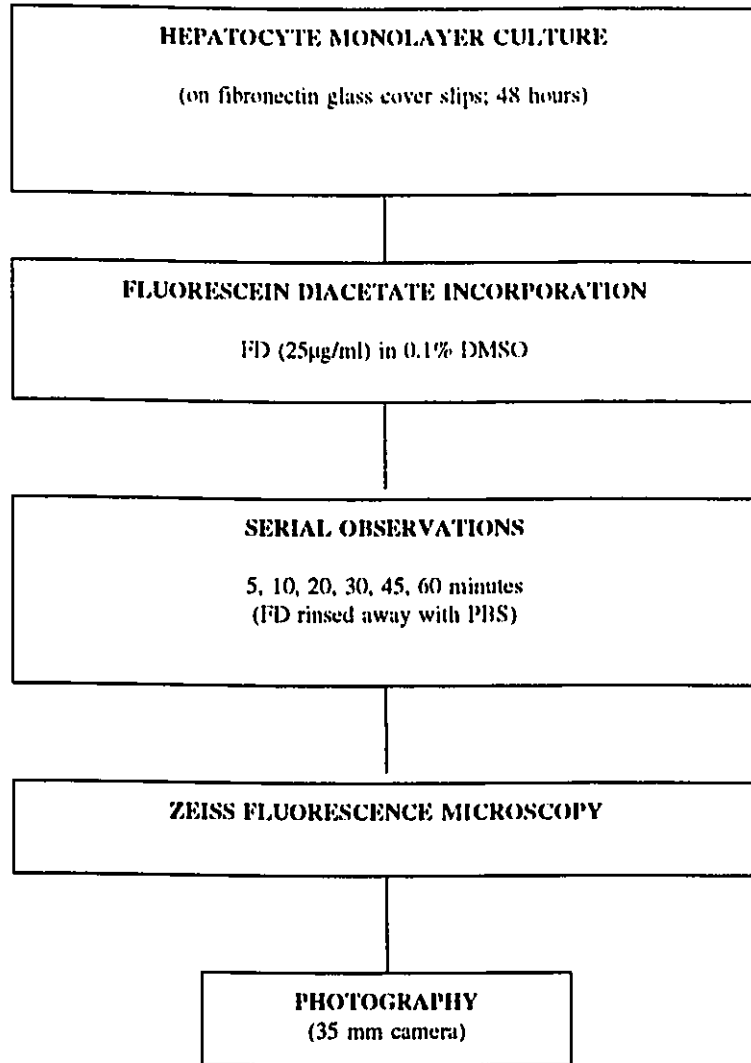 HEPATOCYTE MONOLAYER CULTURE
(on fibronectin glass cover slips; 48 hours)
FLUORESCEIN DIACETATE INCORPORATION
FD (25µg/ml) in 0.1% DMSO
SERIAL OBSERVATIONS
5, 10, 20, 30, 45, 60 minutes
(FD rinsed away with PBS)
ZEISS FLUORESCENCE MICROSCOPY
PHOTOGRAPHY
(35 mm camera)